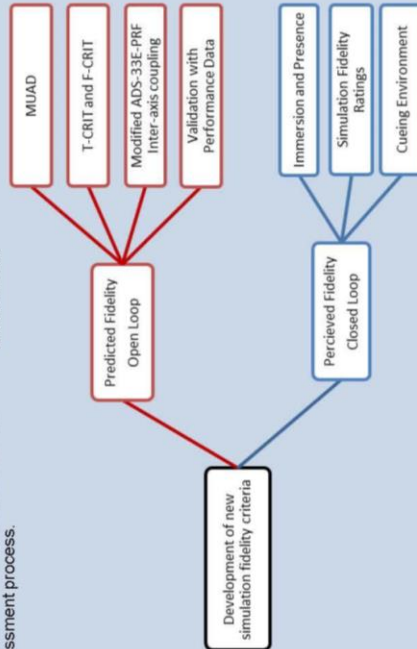 ssment process.
Development of new
simulation fidelity criteria
Predicted Fidelity
Open Loop
MUAD
T-CRIT and F-CRIT
Modified ADS-33E-PRF
Inter-axis coupling
Validation with
Performance Data
Percieved Fidelity
Closed Loop
Immersion and Presence
Simulation Fidelity
Ratings
Cueing Environment